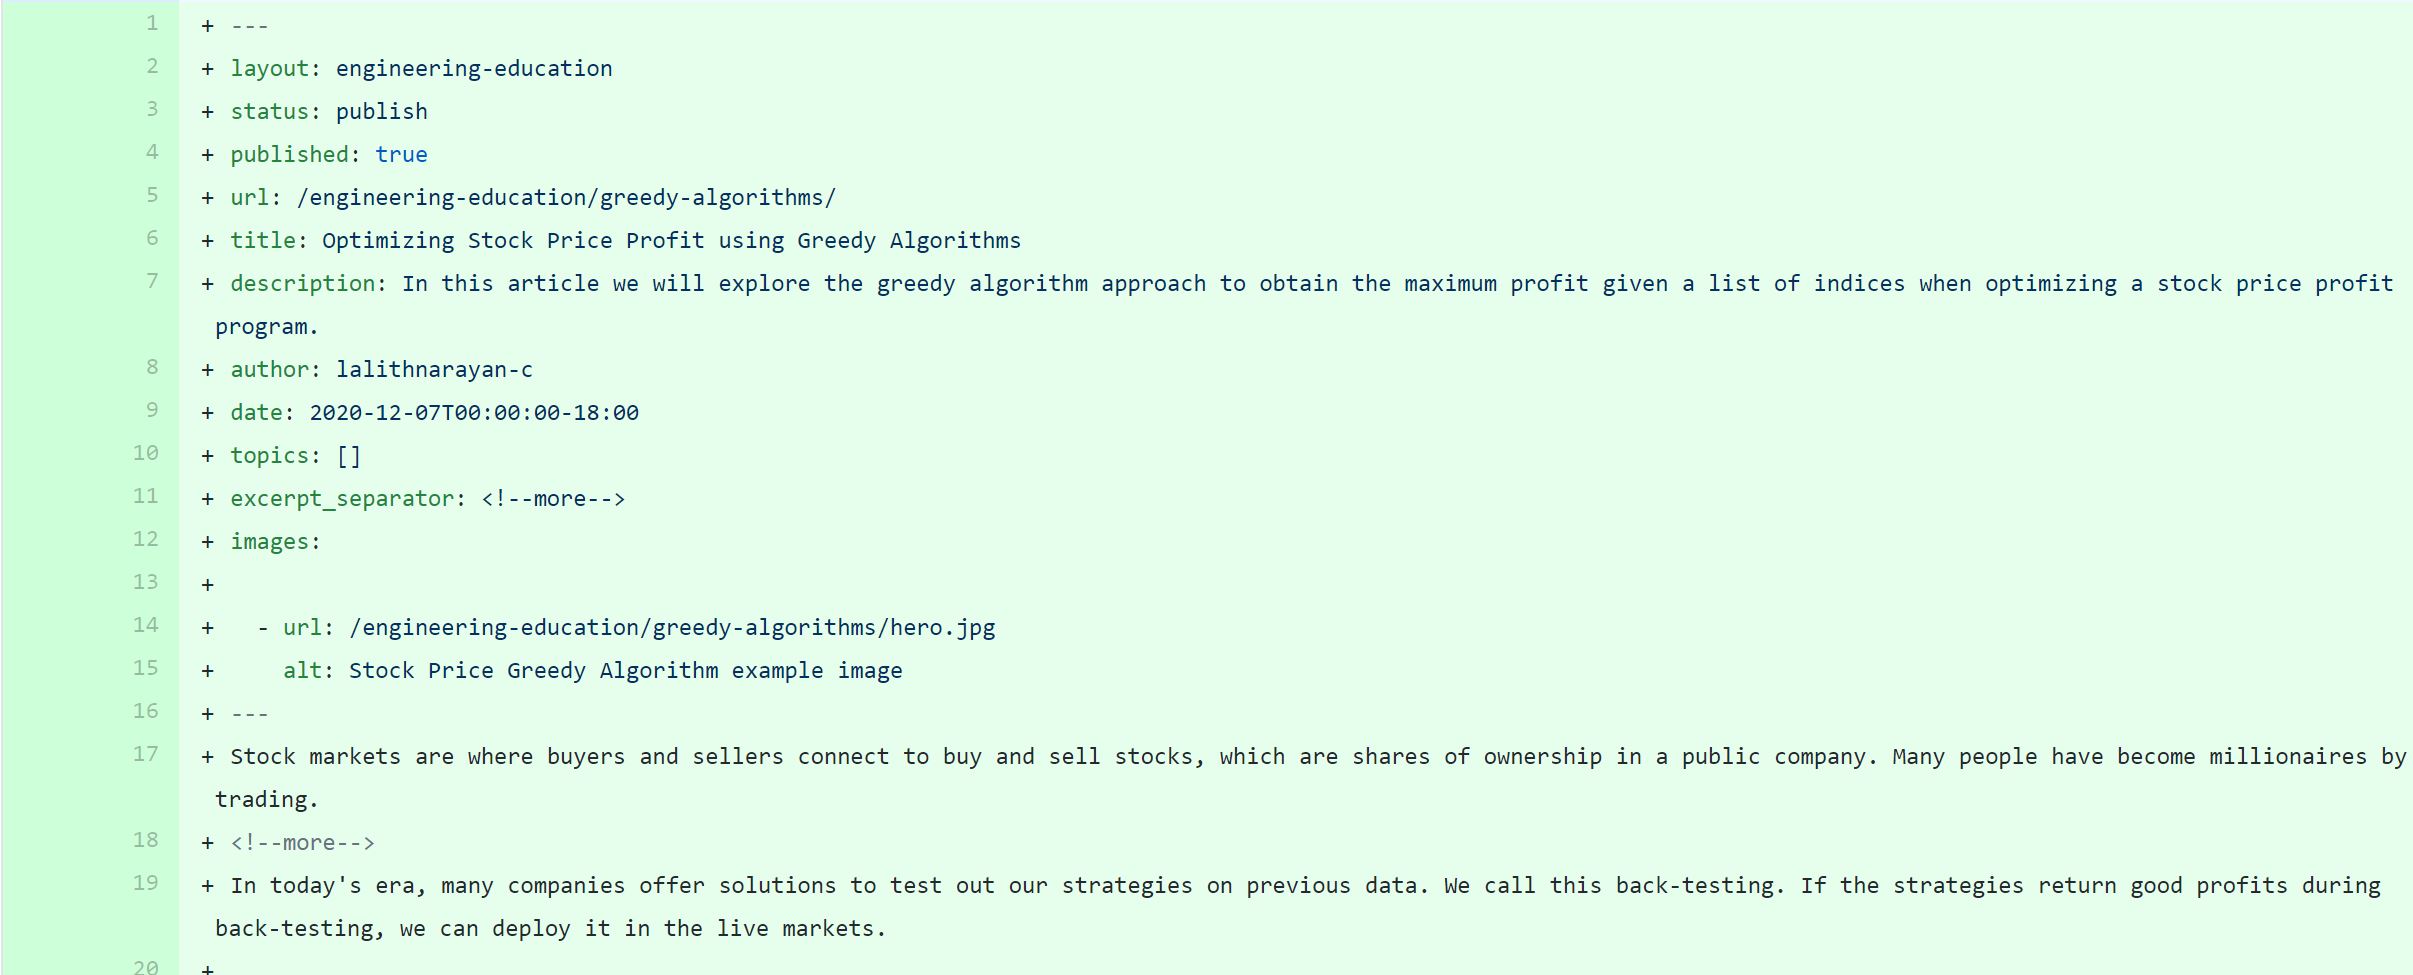 1 + ---
2 + layout: engineering-education
3 + status: publish
4 + published: true
5 + url: /engineering-education/greedy-algorithms/
6 + title: Optimizing Stock Price Profit using Greedy Algorithms
7 + description: In this article we will explore the greedy algorithm approach to obtain the maximum profit given a list of indices when optimizing a stock price profit
program.
8 + author: lalithnarayan-c
9 + date: 2020-12-07T00:00:00-18:00
10 + topics: []
11 + excerpt_separator: <!--more-->
12 + images:
13 +
14 +   - url: /engineering-education/greedy-algorithms/hero.jpg
15 +     alt: Stock Price Greedy Algorithm example image
16 + ---
17 + Stock markets are where buyers and sellers connect to buy and sell stocks, which are shares of ownership in a public company. Many people have become millionaires by
trading.
18 + <!--more-->
19 + In today's era, many companies offer solutions to test out our strategies on previous data. We call this back-testing. If the strategies return good profits during
back-testing, we can deploy it in the live markets.
20 +